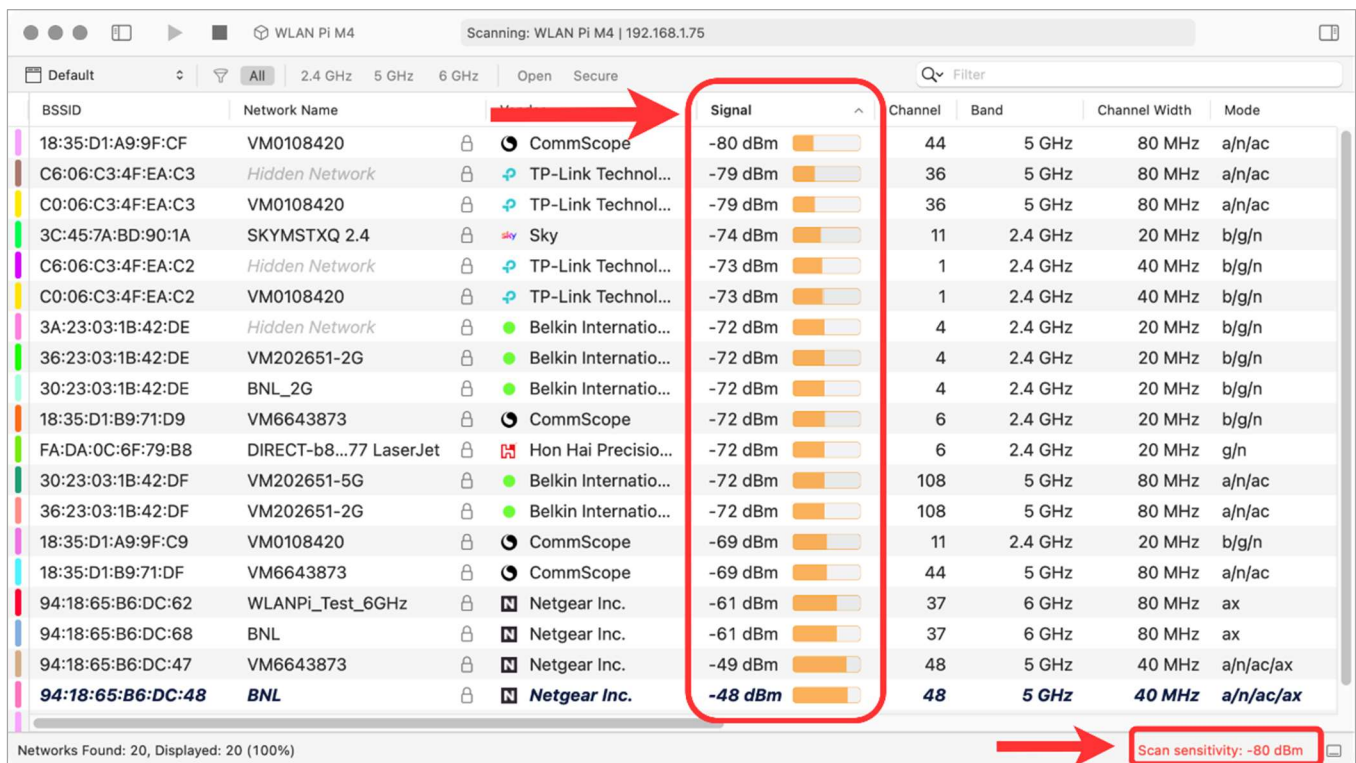 WLAN Pi M4 Scanning: WLAN Pi M4 | 192.168.1.75
Default All 2.4 GHz 5 GHz 6 GHz Open Secure Filter
BSSID Network Name Signal Channel Band Channel Width Mode
18:35:D1:A9:9F:CF VM0108420 CommScope -80 dBm 44 5 GHz 80 MHz a/n/ac
C6:06:C3:4F:EA:C3 Hidden Network TP-Link Technol... -79 dBm 36 5 GHz 80 MHz a/n/ac
C0:06:C3:4F:EA:C3 VM0108420 TP-Link Technol... -79 dBm 36 5 GHz 80 MHz a/n/ac
3C:45:7A:BD:90:1A SKYMSTXQ 2.4 sky Sky -74 dBm 11 2.4 GHz 20 MHz b/g/n
C6:06:C3:4F:EA:C2 Hidden Network TP-Link Technol... -73 dBm 1 2.4 GHz 40 MHz b/g/n
C0:06:C3:4F:EA:C2 VM0108420 TP-Link Technol... -73 dBm 1 2.4 GHz 40 MHz b/g/n
3A:23:03:1B:42:DE Hidden Network Belkin Internatio... -72 dBm 4 2.4 GHz 20 MHz b/g/n
36:23:03:1B:42:DE VM202651-2G Belkin Internatio... -72 dBm 4 2.4 GHz 20 MHz b/g/n
30:23:03:1B:42:DE BNL_2G Belkin Internatio... -72 dBm 4 2.4 GHz 20 MHz b/g/n
18:35:D1:B9:71:D9 VM6643873 CommScope -72 dBm 6 2.4 GHz 20 MHz b/g/n
FA:DA:0C:6F:79:B8 DIRECT-b8...77 LaserJet Hon Hai Precisio... -72 dBm 6 2.4 GHz 20 MHz g/n
30:23:03:1B:42:DF VM202651-5G Belkin Internatio... -72 dBm 108 5 GHz 80 MHz a/n/ac
36:23:03:1B:42:DF VM202651-2G Belkin Internatio... -72 dBm 108 5 GHz 80 MHz a/n/ac
18:35:D1:A9:9F:C9 VM0108420 CommScope -69 dBm 11 2.4 GHz 20 MHz b/g/n
18:35:D1:B9:71:DF VM6643873 CommScope -69 dBm 44 5 GHz 80 MHz a/n/ac
94:18:65:B6:DC:62 WLANPi_Test_6GHz N Netgear Inc. -61 dBm 37 6 GHz 80 MHz ax
94:18:65:B6:DC:68 BNL N Netgear Inc. -61 dBm 37 6 GHz 80 MHz ax
94:18:65:B6:DC:47 VM6643873 N Netgear Inc. -49 dBm 48 5 GHz 40 MHz a/n/ac/ax
94:18:65:B6:DC:48 BNL N Netgear Inc. -48 dBm 48 5 GHz 40 MHz a/n/ac/ax
Networks Found: 20, Displayed: 20 (100%) Scan sensitivity: -80 dBm